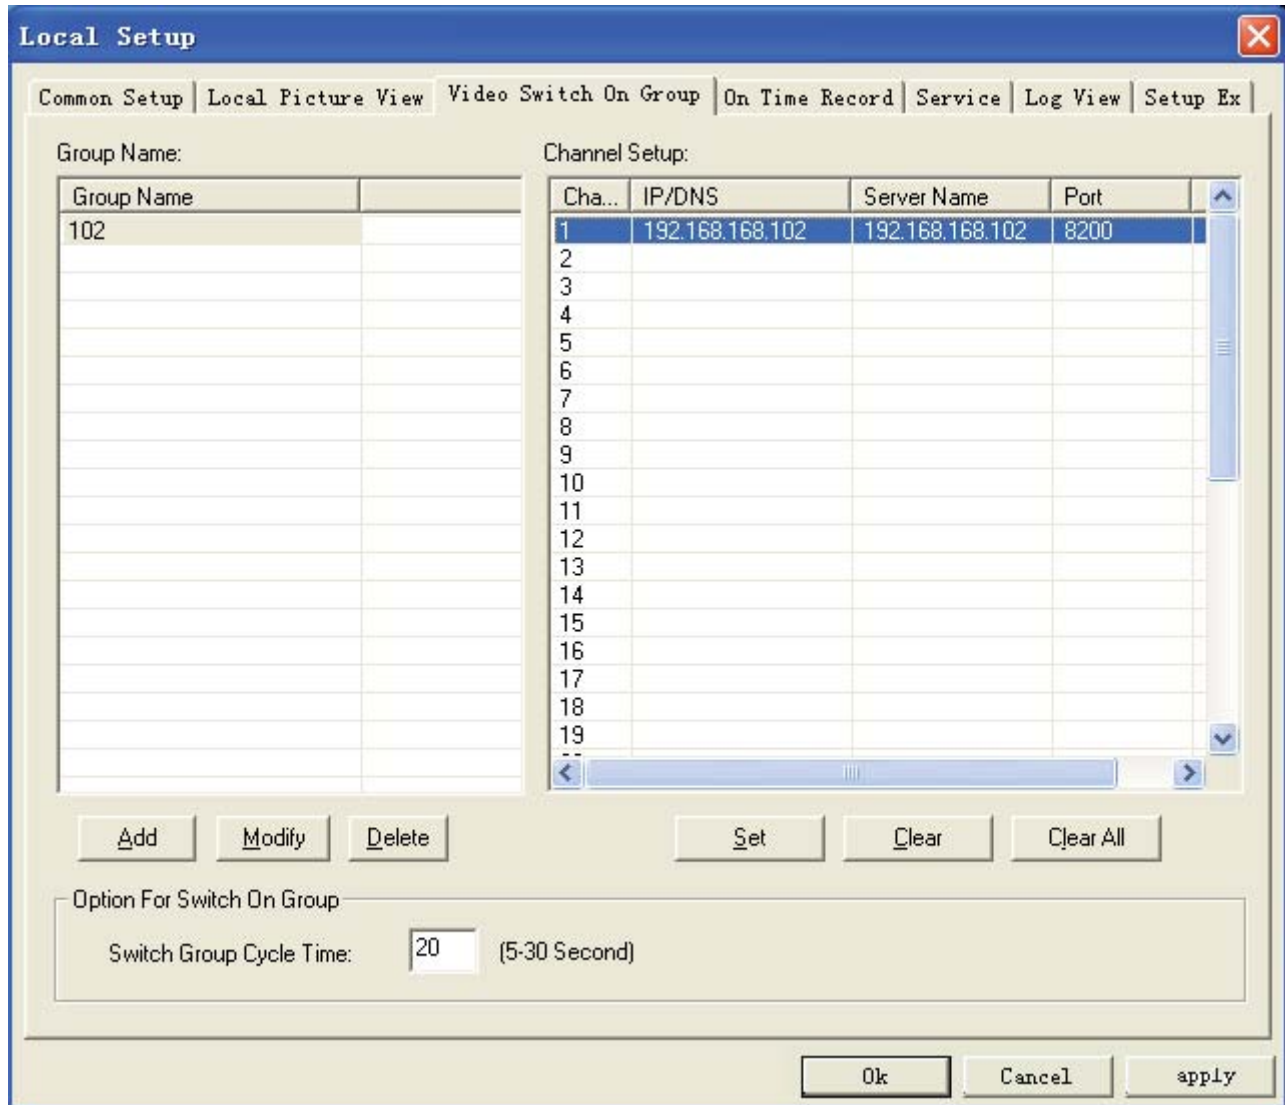 Local Setup
Common Setup Local Picture View Video Switch On Group On Time Record Service Log View Setup Ex
Group Name: Channel Setup:
Group Name Cha... IP/DNS Server Name Port
102 1 192.168.168.102 192.168.168.102 8200
2
3
4
5
6
7
8
9
10
11
12
13
14
15
16
17
18
19
Add Modify Delete Set Clear Clear All
Option For Switch On Group
Switch Group Cycle Time: 20 (5-30 Second)
Ok Cancel apply